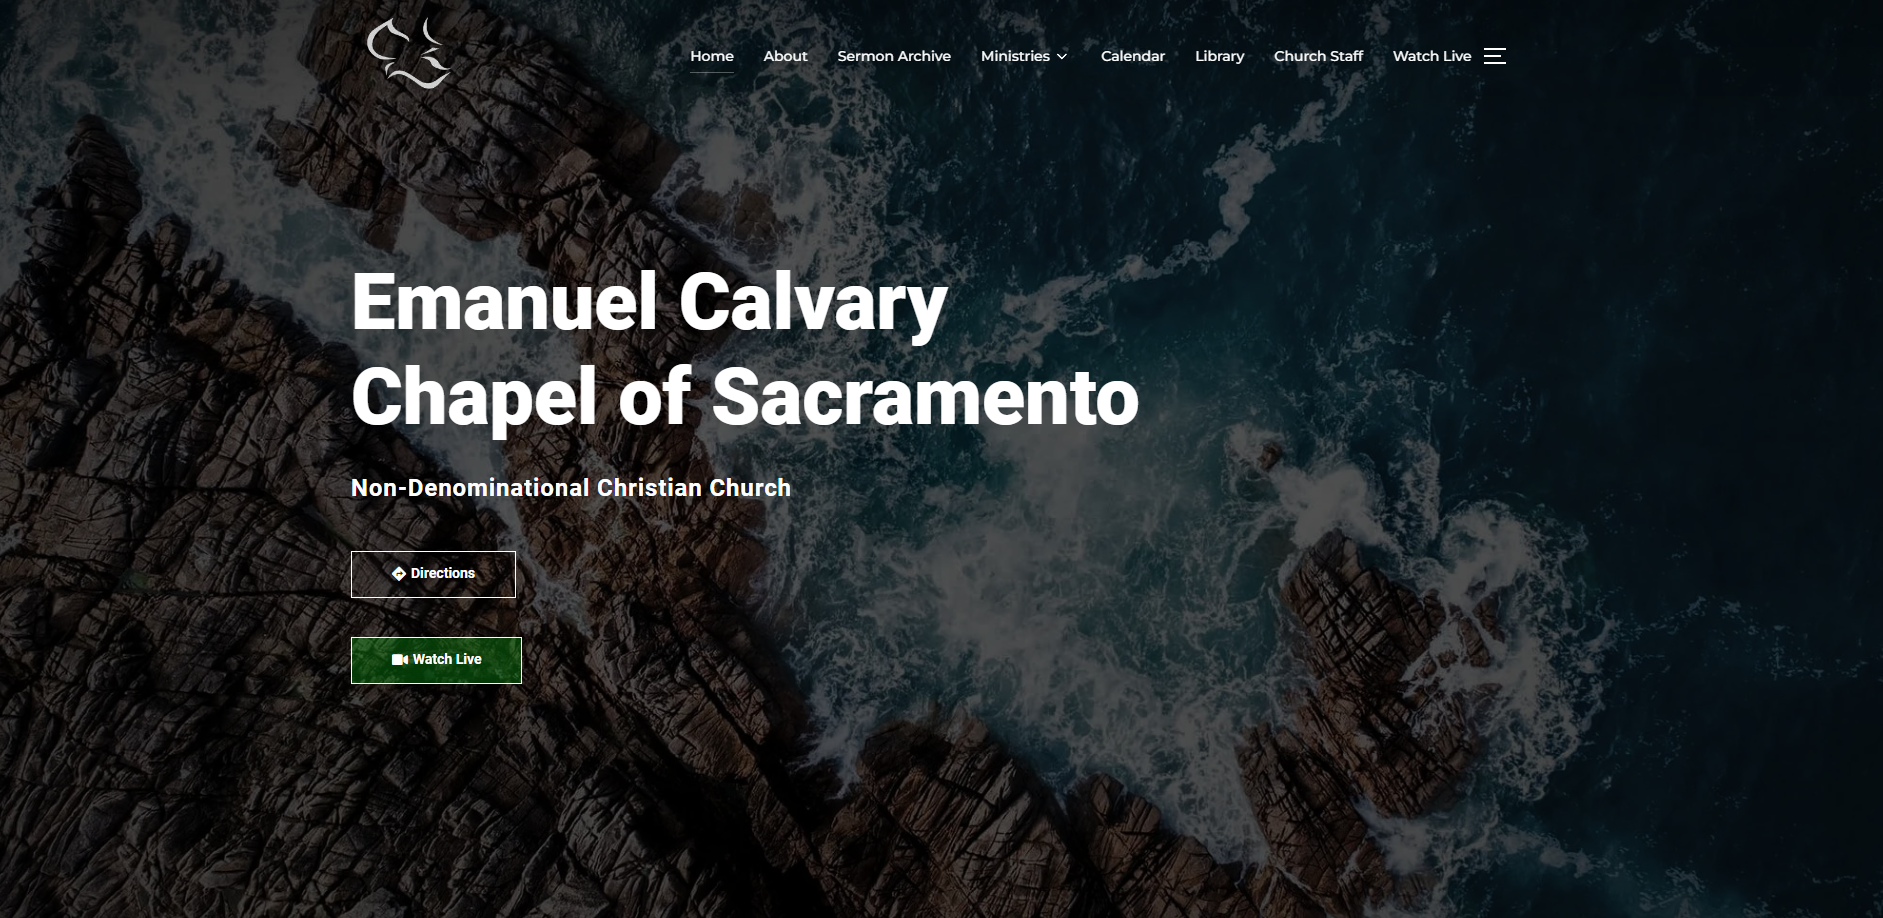 Home About Sermon Archive Ministries Calendar Library Church Staff Watch Live
Emanuel Calvary
Chapel of Sacramento
Non-Denominational Christian Church
Directions
Watch Live